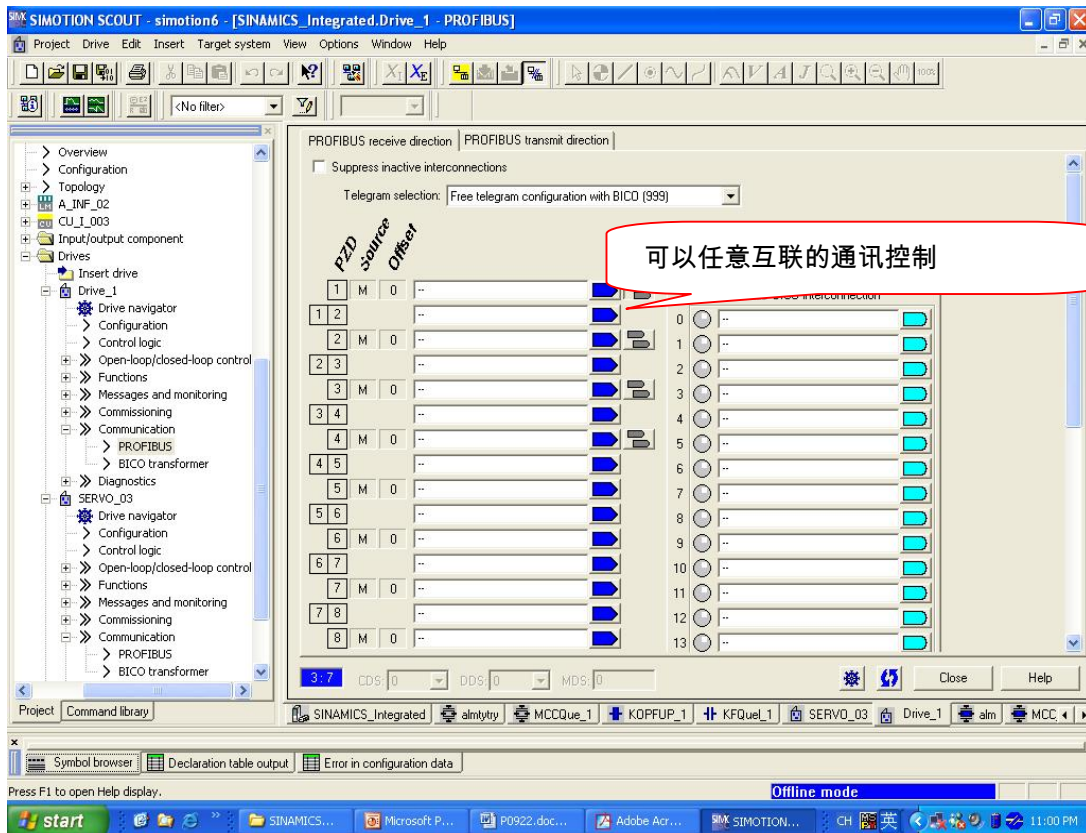 SIMOTION SCOUT - simotion6 - [SINAMICS_Integrated.Drive_1 - PROFIBUS]
Project Drive Edit Insert Target system View Options Window Help
<No filter>
100%
Overview
Configuration
Topology
A_INF_02
CU_I_003
Input/output component
Drives
Insert drive
Drive_1
Drive navigator
Configuration
Control logic
Open-loop/closed-loop control
Functions
Messages and monitoring
Commissioning
Communication
PROFIBUS
BICO transformer
Diagnostics
SERVO_03
Drive navigator
Configuration
Control logic
Open-loop/closed-loop control
Functions
Messages and monitoring
Commissioning
Communication
PROFIBUS
BICO transformer
Project Command library
PROFIBUS receive direction PROFIBUS transmit direction
Suppress inactive interconnections
Telegram selection: Free telegram configuration with BICO (999)
PZD Source Offset
可以任意互联的通讯控制
interconnection
1 M 0 --
1 2 --
2 M 0 --
2 3 --
3 M 0 --
3 4 --
4 M 0 --
4 5 --
5 M 0 --
5 6 --
6 M 0 --
6 7 --
7 M 0 --
7 8 --
8 M 0 --
0 --
1 --
2 --
3 --
4 --
5 --
6 --
7 --
8 --
9 --
10 --
11 --
12 --
13 --
3:7 CDS: 0 DDS: 0 MDS: 0 Close Help
SINAMICS_Integrated almtytry MCCQue_1 KOPFUP_1 KFQuel_1 SERVO_03 Drive_1 alm MCC
Symbol browser Declaration table output Error in configuration data
Press F1 to open Help display. Offline mode
start SINAMICS... Microsoft P... P0922.doc... Adobe Acr... SIMOTION... CH 英 11:00 PM